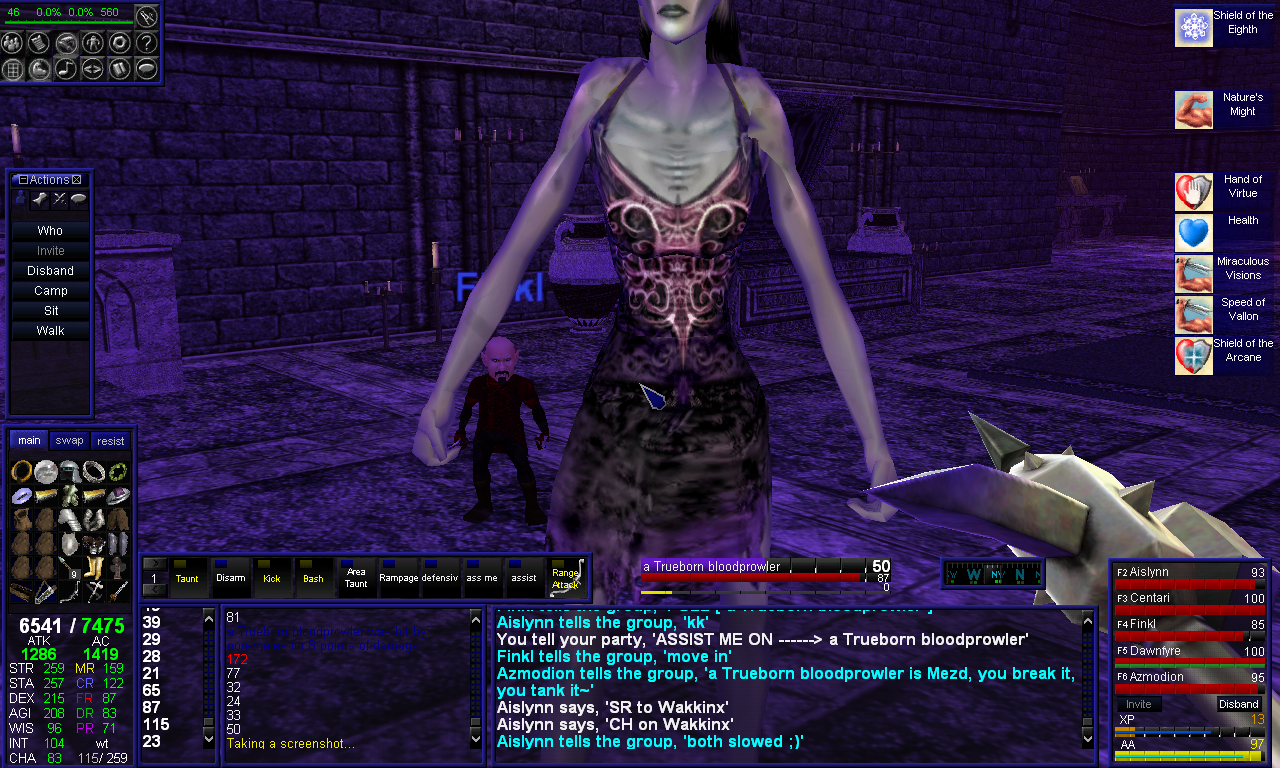 46 0.0% 0.0% 560
Shield of the
Eighth
Nature's
Might
Hand of
Virtue
Health
Miraculous
Visions
Speed of
Vallon
Shield of the
Arcane
Actions
Who
Invite
Disband
Camp
Sit
Walk
Finkl
main swap resist
6541 / 7475
ATK AC
1286 1419
STR 259 MR 159
STA 257 CR 122
DEX 215 FR 87
AGI 208 DR 83
WIS 96 PR 71
INT 104 wt
CHA 83 115/ 259
1
Taunt
Disarm
Kick
Bash
Area
Taunt
Rampage
defensiv
ass me
assist
Range
Attack
a Trueborn bloodprowler 50
87
0
W NW N
39
29
28
21
65
87
115
23
81
172
77
32
24
33
50
Taking a screenshot...
Aislynn tells the group, 'kk'
You tell your party, 'ASSIST ME ON ------> a Trueborn bloodprowler'
Finkl tells the group, 'move in'
Azmodion tells the group, 'a Trueborn bloodprowler is Mezd, you break it,
you tank it~'
Aislynn says, 'SR to Wakkinx'
Aislynn says, 'CH on Wakkinx'
Aislynn tells the group, 'both slowed ;)'
F2 Aislynn 93
F3 Centari 100
F4 Finkl 85
F5 Dawnfyre 100
F6 Azmodion 95
Invite Disband
XP 13
AA 97